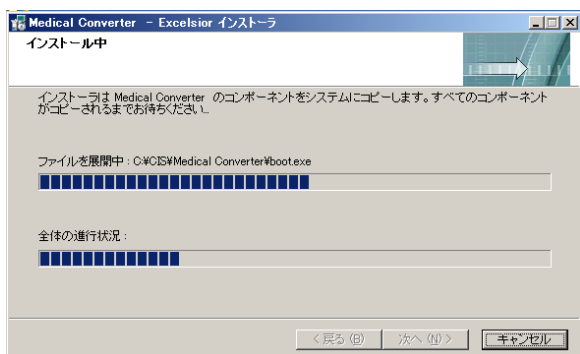 Medical Converter － Excelsior インストーラ
インストール中
インストーラは Medical Converter のコンポーネントをシステムにコピーします。すべてのコンポーネント
がコピーされるまでお待ちください...
ファイルを展開中 : C:¥CIS¥Medical Converter¥boot.exe
全体の進行状況 :
< 戻る (B)
次へ (N) >
キャンセル